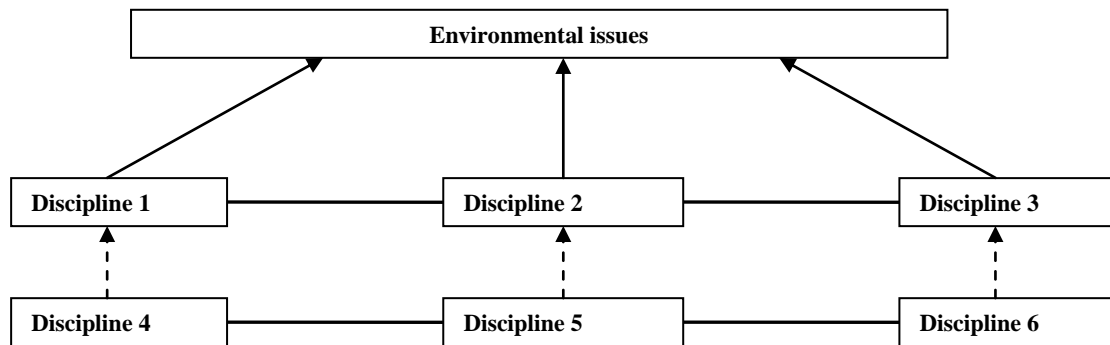 Environmental issues
Discipline 1
Discipline 2
Discipline 3
Discipline 4
Discipline 5
Discipline 6